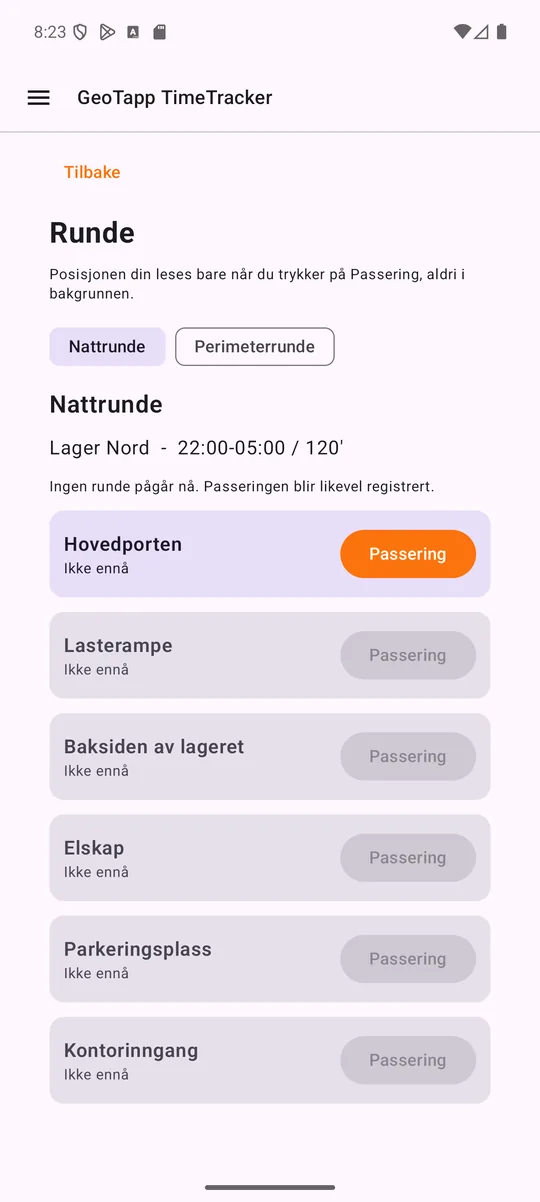 8:23
GeoTapp TimeTracker
Tilbake
Runde
Posisjonen din leses bare når du trykker på Passering, aldri i
bakgrunnen.
Nattrunde
Perimeterrunde
Nattrunde
Lager Nord - 22:00-05:00 / 120'
Ingen runde pågår nå. Passeringen blir likevel registrert.
Hovedporten
Ikke ennå
Passering
Lasterampe
Ikke ennå
Passering
Baksiden av lageret
Ikke ennå
Passering
Elskap
Ikke ennå
Passering
Parkeringsplass
Ikke ennå
Passering
Kontorinngang
Ikke ennå
Passering